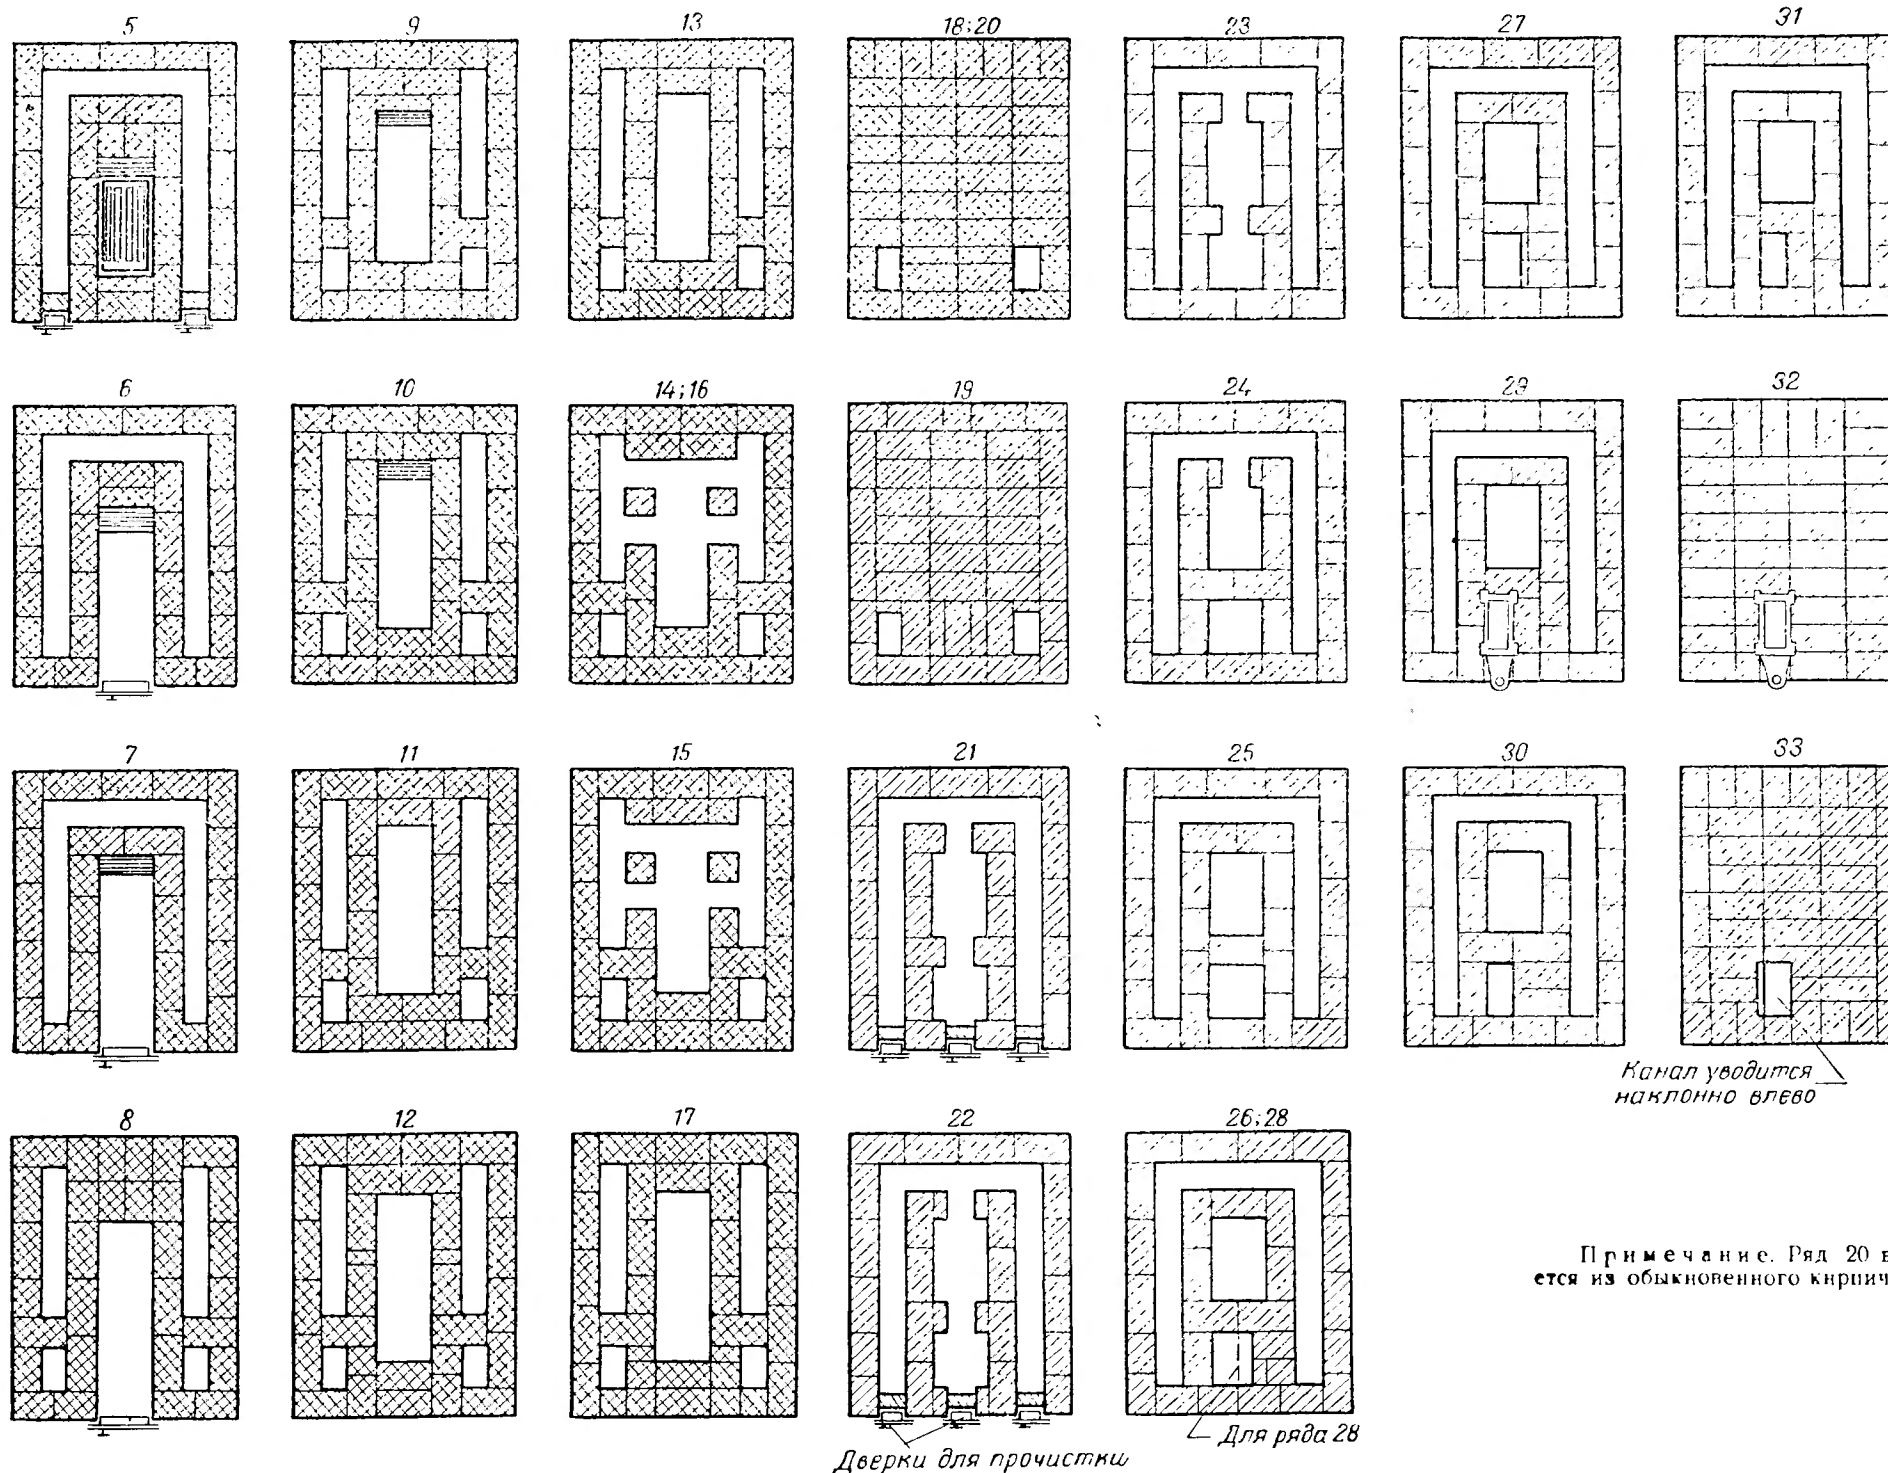 5 9 13 18;20 23 27 31
6 10 14;16 19 24 29 32
7 11 15 21 25 30 33
Канал уводится
наклонно влево
8 12 17 22 26;28
Примечание. Ряд 20 в
ется из обыкновенного кирпич
Для ряда 28
Дверки для прочистки